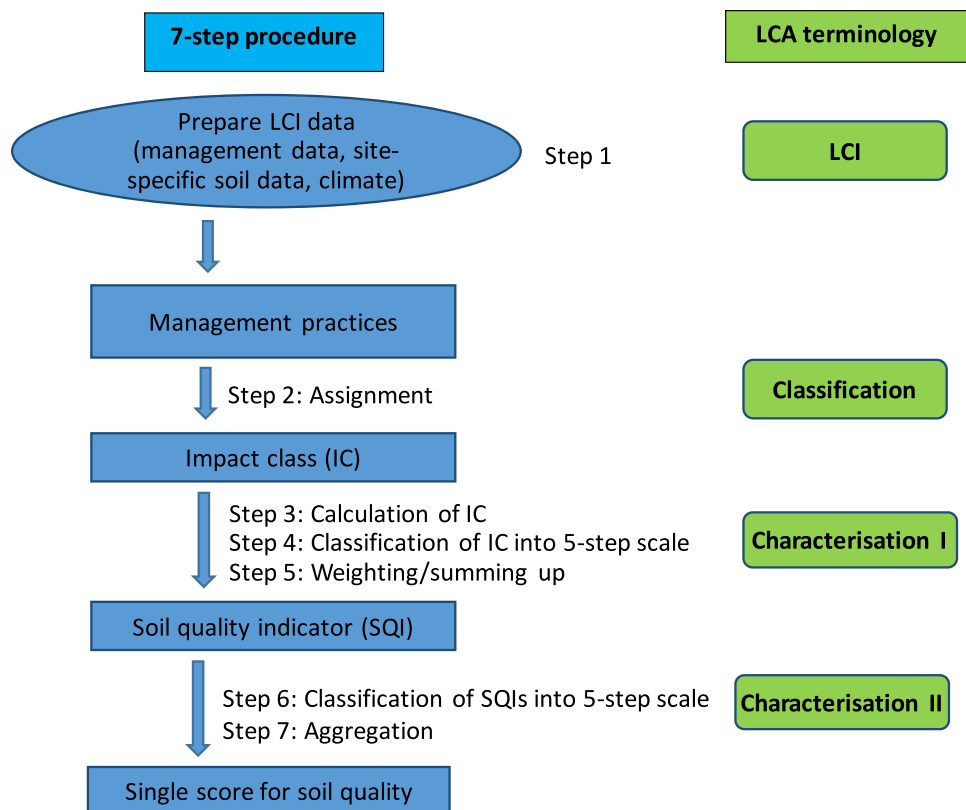 7-step procedure
LCA terminology
Prepare LCI data
(management data, site-
specific soil data, climate)
Step 1
LCI
Management practices
Step 2: Assignment
Classification
Impact class (IC)
Step 3: Calculation of IC
Step 4: Classification of IC into 5-step scale
Step 5: Weighting/summing up
Characterisation I
Soil quality indicator (SQI)
Step 6: Classification of SQIs into 5-step scale
Step 7: Aggregation
Characterisation II
Single score for soil quality